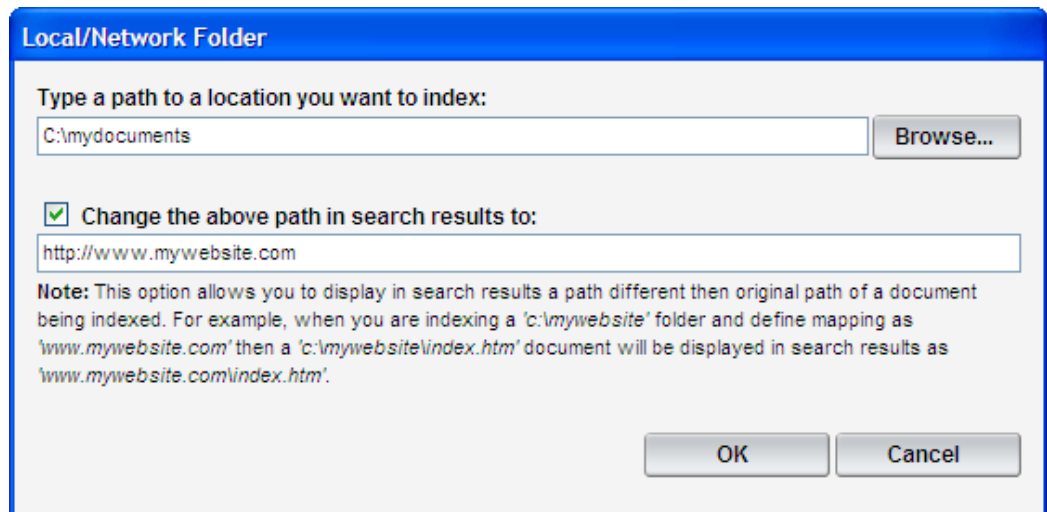 Local/Network Folder
Type a path to a location you want to index:
C:\mydocuments
Browse...
Change the above path in search results to:
http://www.mywebsite.com
Note: This option allows you to display in search results a path different then original path of a document
being indexed. For example, when you are indexing a 'c:\mywebsite' folder and define mapping as
'www.mywebsite.com' then a 'c:\mywebsite\index.htm' document will be displayed in search results as
'www.mywebsite.com\index.htm'.
OK
Cancel